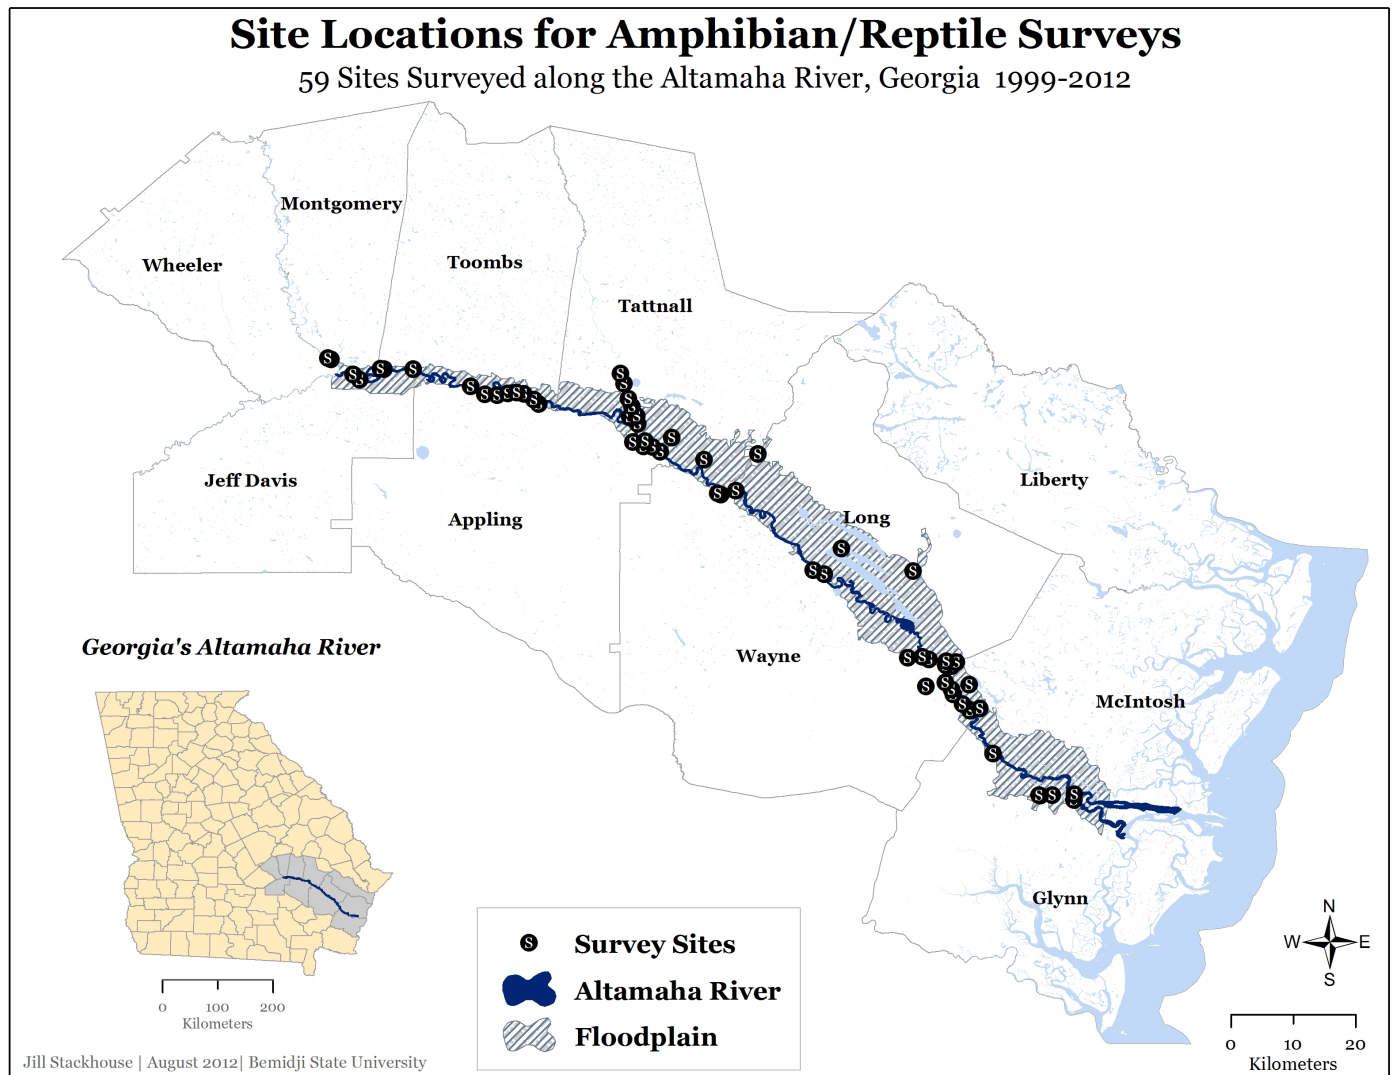 Site Locations for Amphibian/Reptile Surveys
59 Sites Surveyed along the Altamaha River, Georgia 1999-2012
Montgomery
Wheeler
Toombs
Tattnall
Jeff Davis
Appling
Liberty
Long
Wayne
McIntosh
Glynn
Georgia's Altamaha River
0 100 200
Kilometers
S Survey Sites
Altamaha River
Floodplain
N
W E
S
0 10 20
Kilometers
Jill Stackhouse | August 2012| Bemidji State University